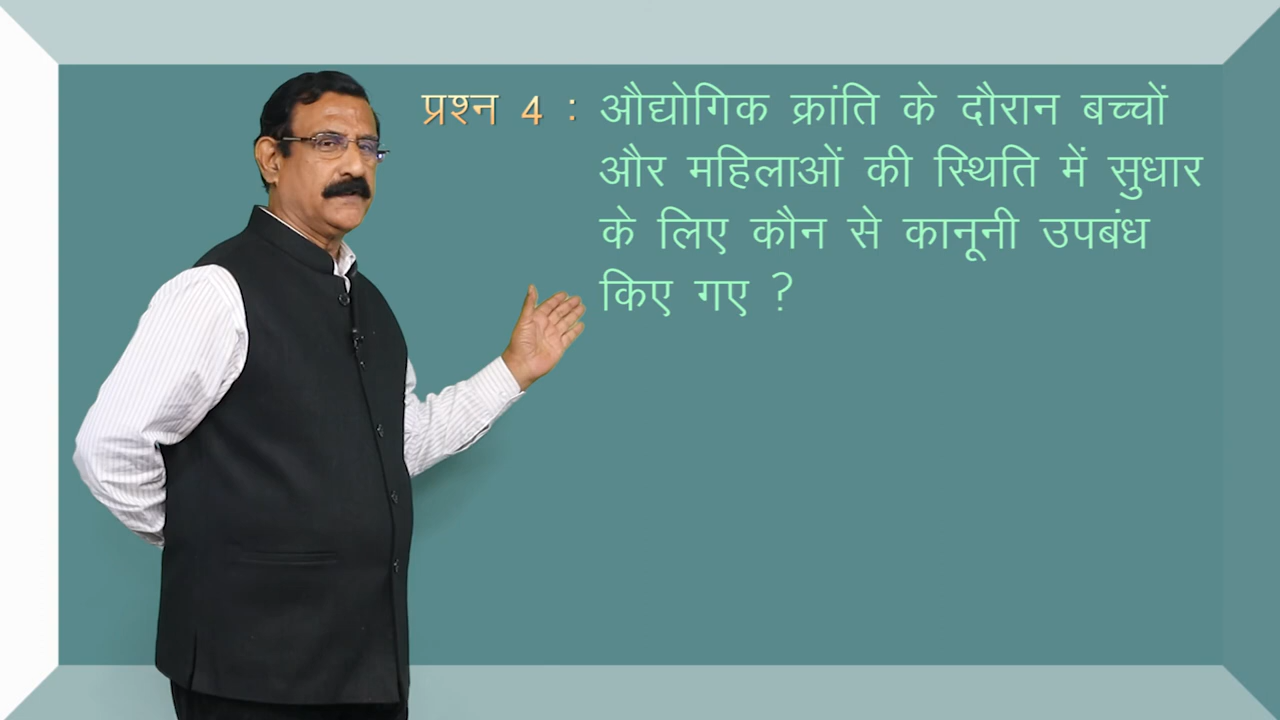 प्रश्न 4 : औद्योगिक क्रांति के दौरान बच्चों
और महिलाओं की स्थिति में सुधार
के लिए कौन से कानूनी उपबंध
किए गए ?